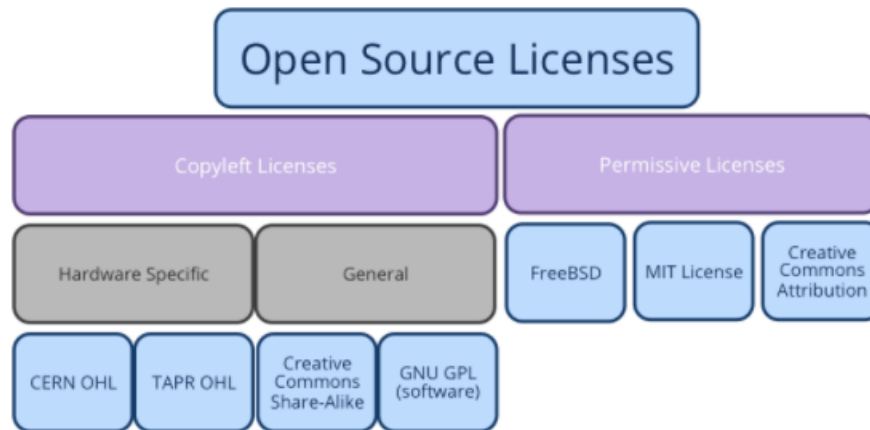 Open Source Licenses
Copyleft Licenses
Permissive Licenses
Hardware Specific
General
FreeBSD
MIT License
Creative
Commons
Attribution
CERN OHL
TAPR OHL
Creative
Commons
Share-Alike
GNU GPL
(software)